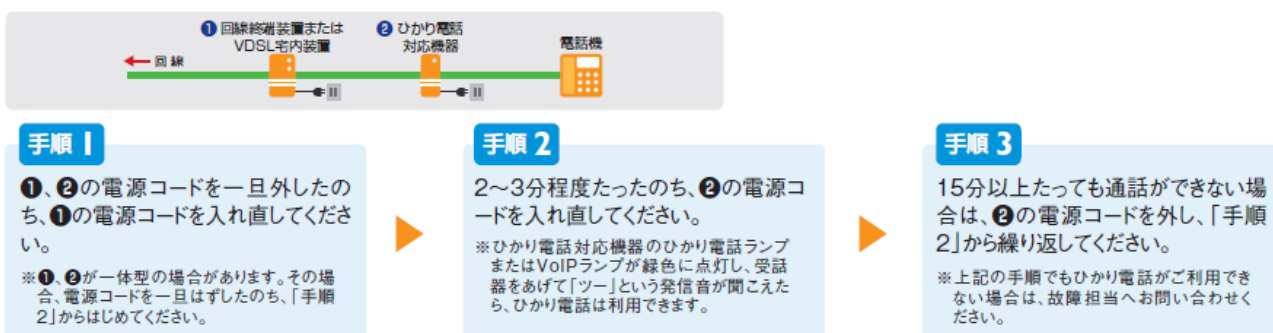 ❶ 回線終端装置または
VDSL宅内装置
❷ ひかり電話
対応機器
電話機
回線
手順 1
❶、❷の電源コードを一旦外したの
ち、❶の電源コードを入れ直してくださ
い。
※❶、❷が一体型の場合があります。その場
合、電源コードを一旦はずしたのち、「手順
2」からはじめてください。
手順 2
2〜3分程度たったのち、❷の電源コ
ードを入れ直してください。
※ひかり電話対応機器のひかり電話ランプ
またはVoIPランプが緑色に点灯し、受話
器をあげて「ツー」という発信音が聞こえた
ら、ひかり電話は利用できます。
手順 3
15分以上たっても通話ができない場
合は、❷の電源コードを外し、「手順
2」から繰り返してください。
※上記の手順でもひかり電話がご利用でき
ない場合は、故障担当へお問い合わせく
ださい。